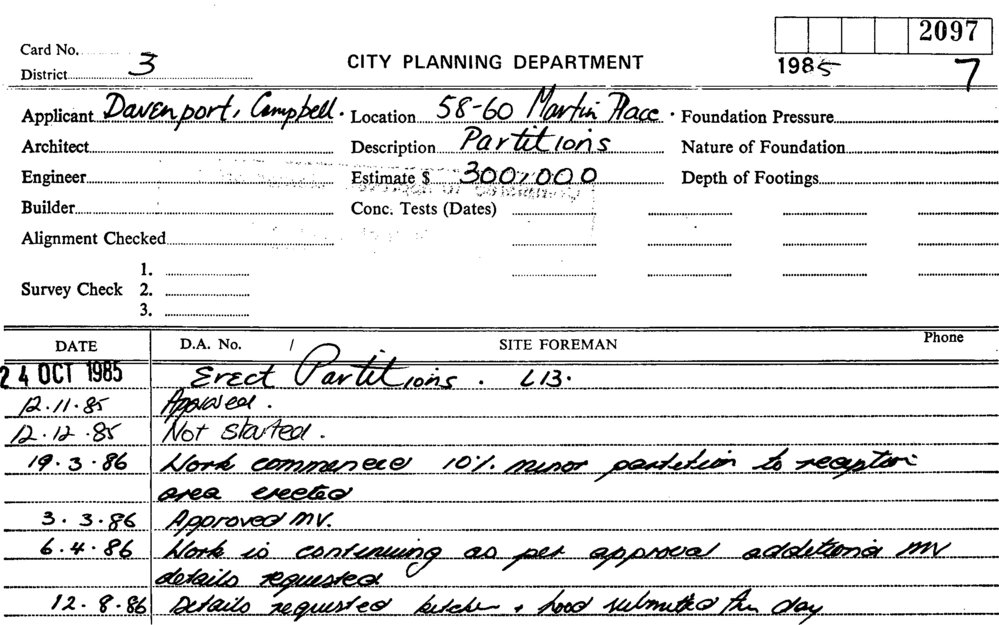 2097
Card No.
District 3
CITY PLANNING DEPARTMENT
1985 7
Applicant Davenport, Campbell. Location 58-60 Martin Place. Foundation Pressure
Architect Description Partitions Nature of Foundation
Engineer Estimate $ 300,000 Depth of Footings
Builder Conc. Tests (Dates)
Alignment Checked
1.
Survey Check 2.
3.
DATE D.A. No. / SITE FOREMAN Phone
24 OCT 1985 Erect Partitions. L13.
12.11.85 Approved.
12.12.85 Not started.
19.3.86 Work commenced 10% minor partition to reception
area erected
3.3.86 Approved MV.
6.4.86 Work is continuing as per approval additional MV
details requested
12.8.86 Details requested kitchen + hood submitted this day